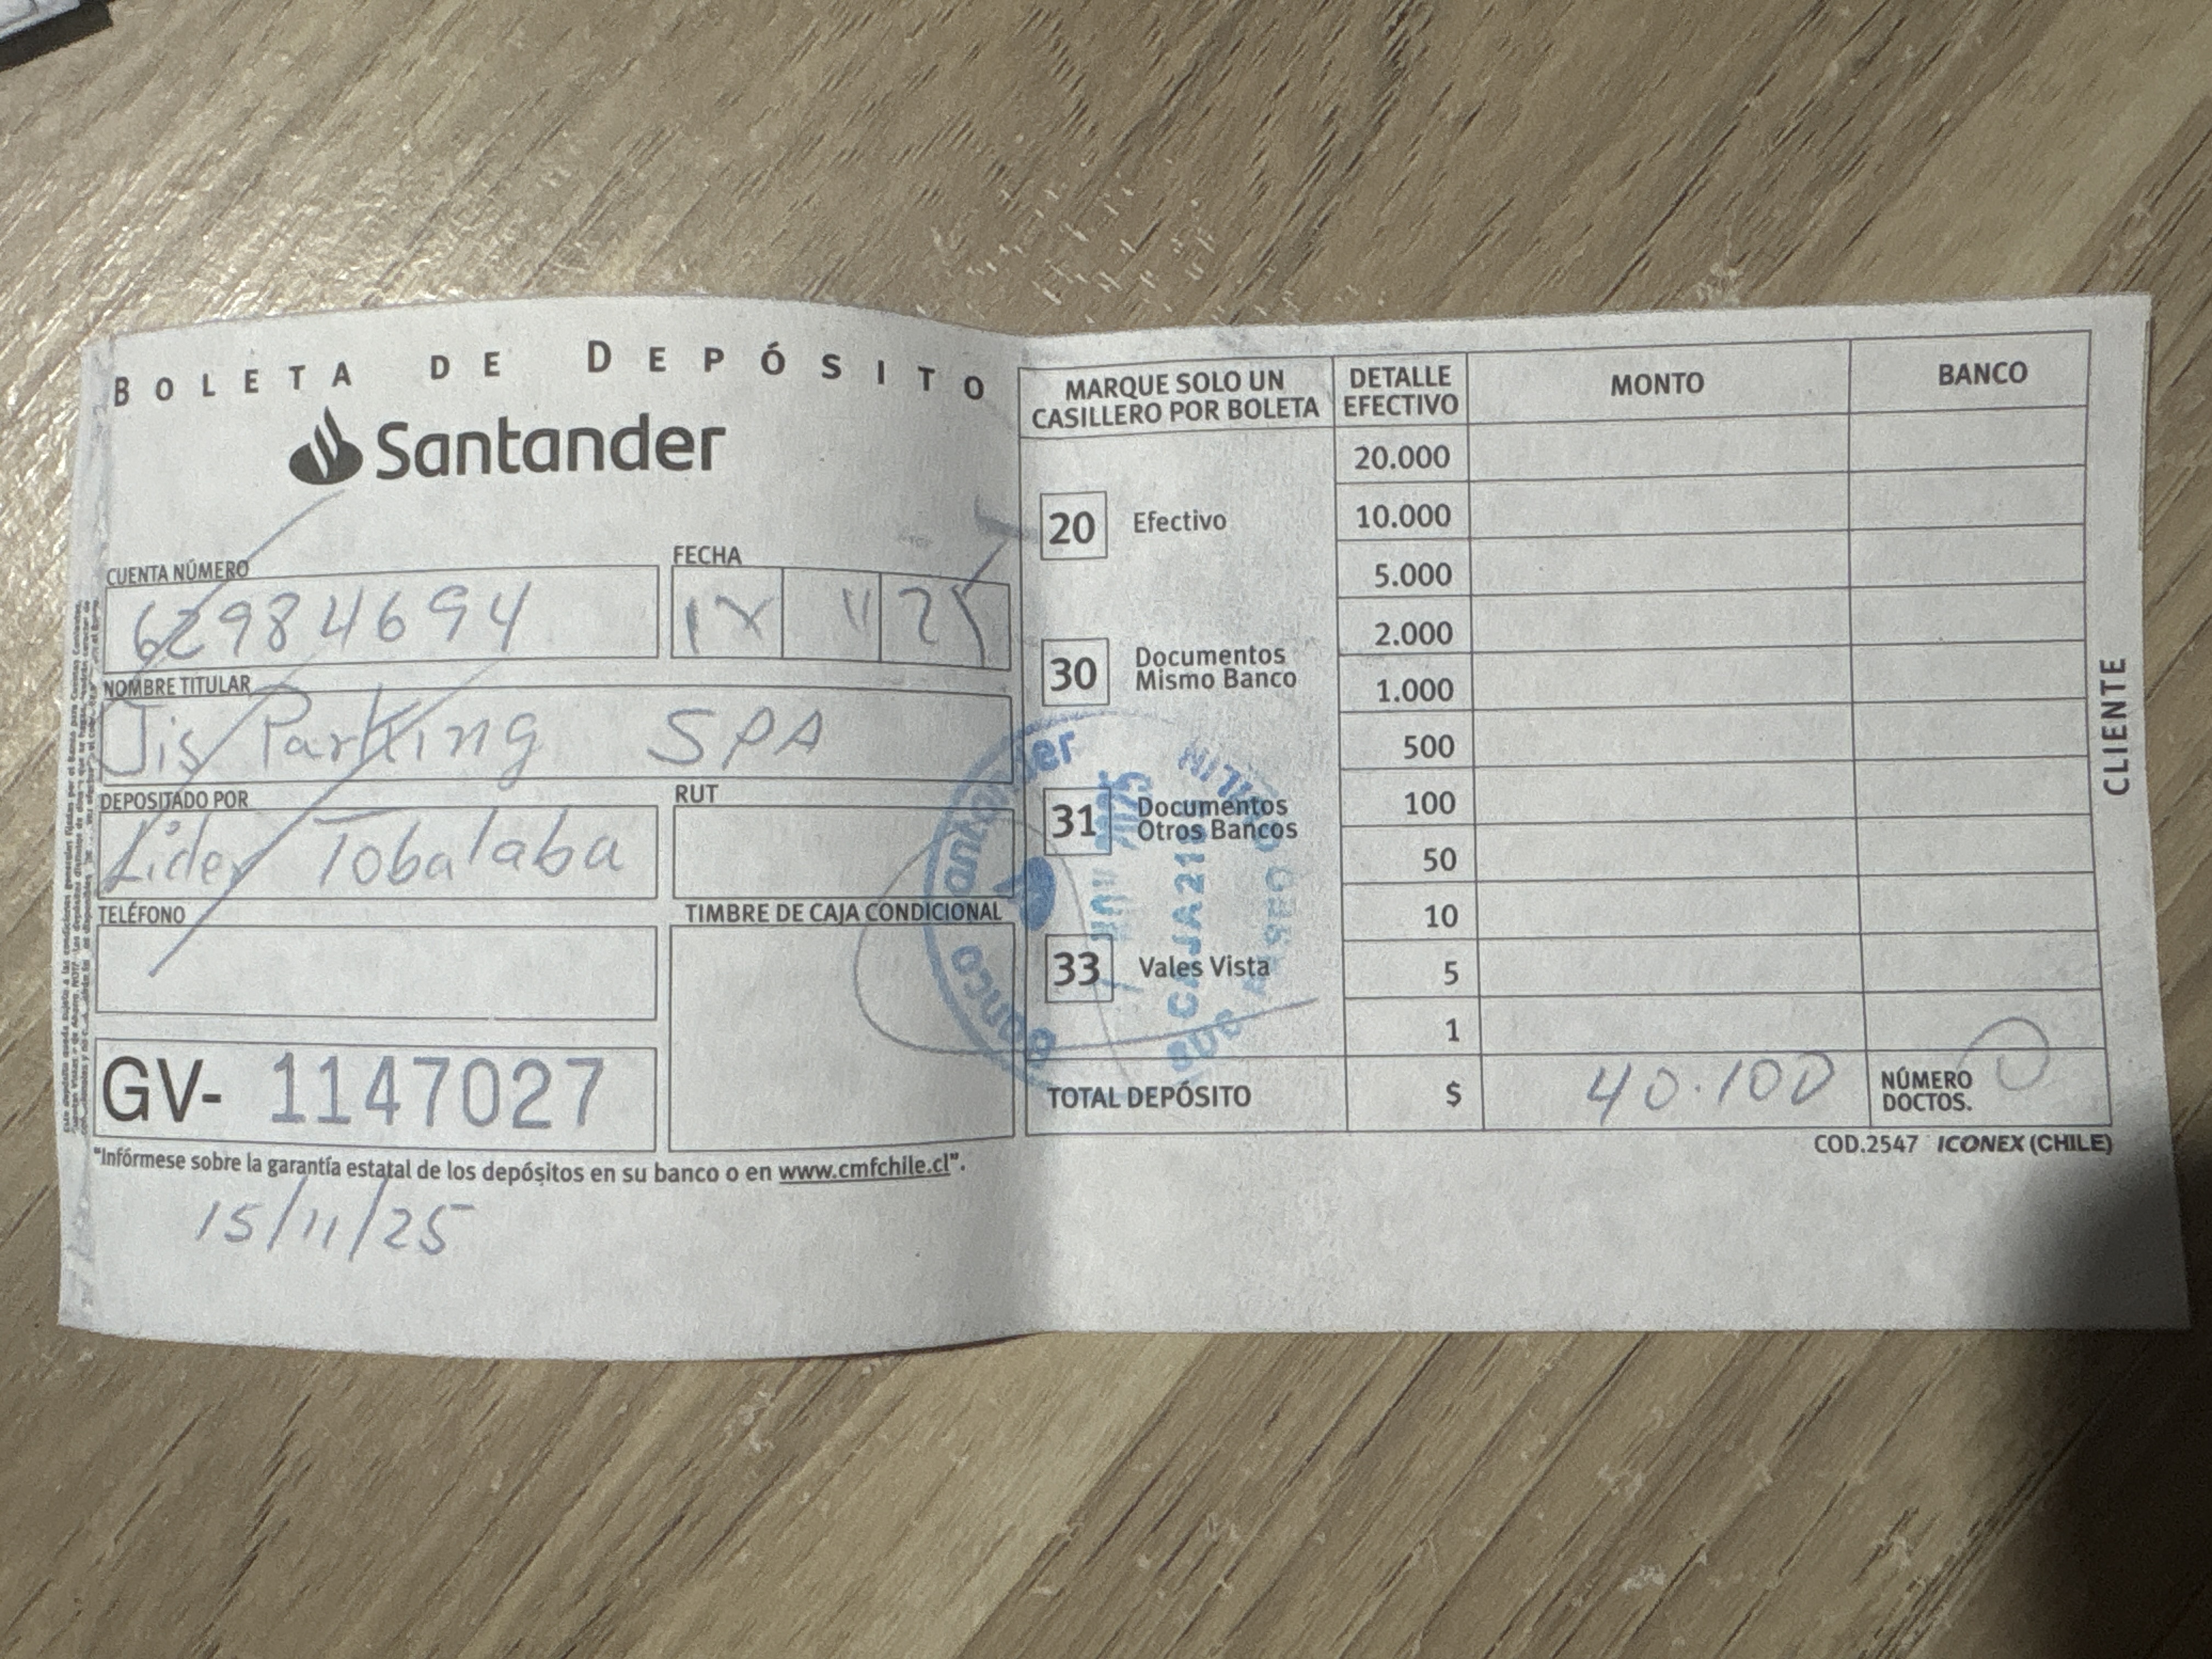 BOLETA DE DEPÓSITO
Santander
CUENTA NÚMERO
62984694
FECHA
11 25
NOMBRE TITULAR
Jis Parking SPA
DEPOSITADO POR
Lider Tobalaba
RUT
TELÉFONO
TIMBRE DE CAJA CONDICIONAL
GV- 1147027
"Infórmese sobre la garantía estatal de los depósitos en su banco o en www.cmfchile.cl".
15/11/25
MARQUE SOLO UN
CASILLERO POR BOLETA
20 Efectivo
30 Documentos
Mismo Banco
31 Documentos
Otros Bancos
33 Vales Vista
Banco Santander
CAJA 21
DETALLE
EFECTIVO
MONTO
BANCO
20.000
10.000
5.000
2.000
1.000
500
100
50
10
5
1
TOTAL DEPÓSITO $ 40.100
NÚMERO
DOCTOS.
COD.2547 ICONEX (CHILE)
CLIENTE